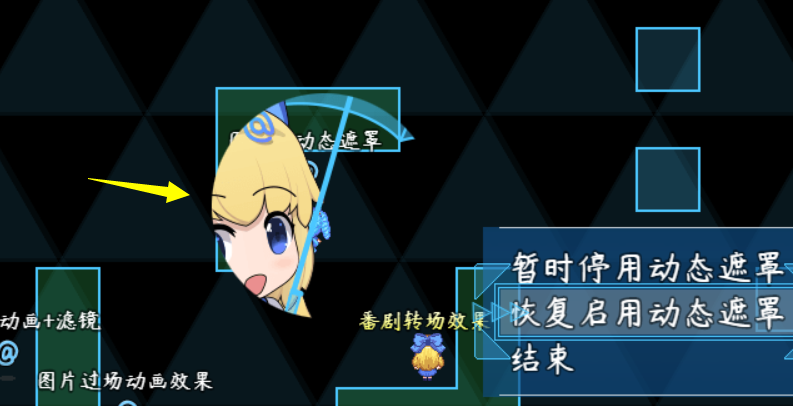 动态遮罩
暂时停用动态遮罩
恢复启用动态遮罩
结束
动画+滤镜
番剧转场效果
图片过场动画效果